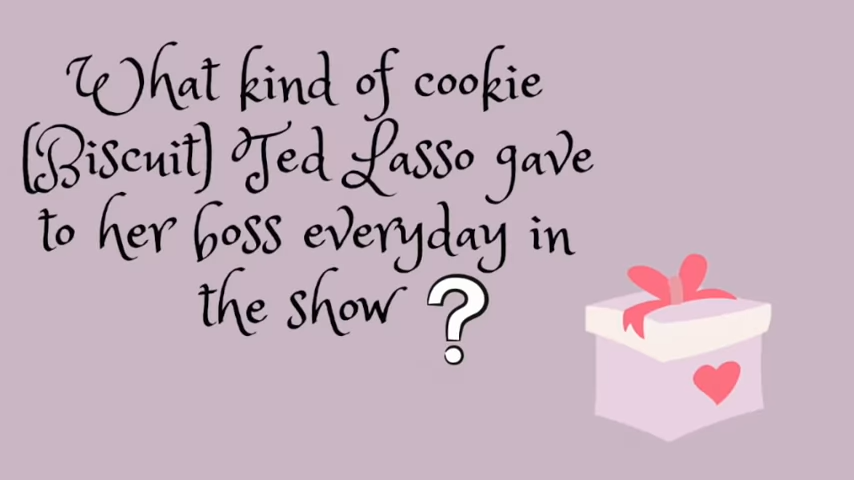 What kind of cookie
(Biscuit) Ted Lasso gave
to her boss everyday in
the show ?